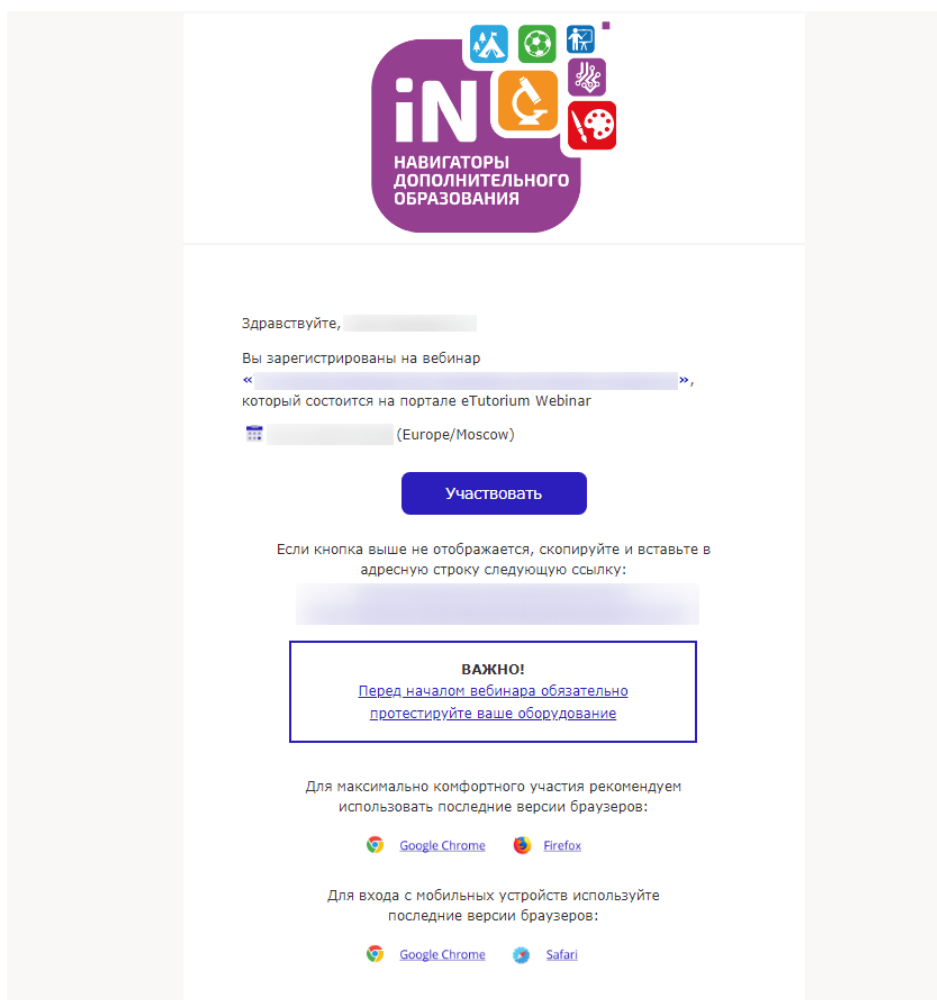 iN
НАВИГАТОРЫ
ДОПОЛНИТЕЛЬНОГО
ОБРАЗОВАНИЯ
Здравствуйте,
Вы зарегистрированы на вебинар
« »,
который состоится на портале eTutorium Webinar
(Europe/Moscow)
Участвовать
Если кнопка выше не отображается, скопируйте и вставьте в
адресную строку следующую ссылку:
ВАЖНО!
Перед началом вебинара обязательно
протестируйте ваше оборудование
Для максимально комфортного участия рекомендуем
использовать последние версии браузеров:
Google Chrome Firefox
Для входа с мобильных устройств используйте
последние версии браузеров:
Google Chrome Safari